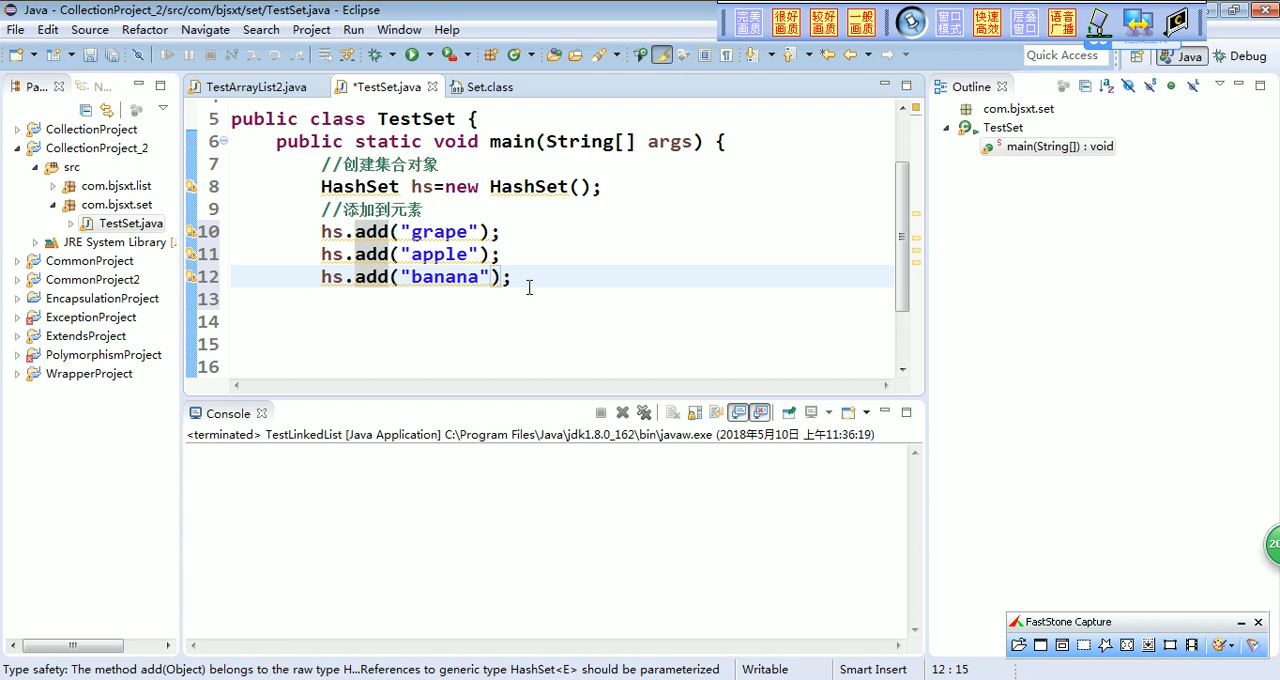 Java - CollectionProject_2/src/com/bjsxt/set/TestSet.java - Eclipse
File Edit Source Refactor Navigate Search Project Run Window Help
完美画质 很好画质 较好画质 一般画质 窗口模式 快速高效 层叠窗口 语音广播
Quick Access Java Debug
Pa... N...
CollectionProject
CollectionProject_2
src
com.bjsxt.list
com.bjsxt.set
TestSet.java
JRE System Library [
CommonProject
CommonProject2
EncapsulationProject
ExceptionProject
ExtendsProject
PolymorphismProject
WrapperProject
TestArrayList2.java *TestSet.java Set.class
5 public class TestSet {
6 public static void main(String[] args) {
7 //创建集合对象
8 HashSet hs=new HashSet();
9 //添加到元素
10 hs.add("grape");
11 hs.add("apple");
12 hs.add("banana");
13
14
15
16
Console
<terminated> TestLinkedList [Java Application] C:\Program Files\Java\jdk1.8.0_162\bin\javaw.exe (2018年5月10日 上午11:36:19)
Outline
com.bjsxt.set
TestSet
main(String[]) : void
20
FastStone Capture
Type safety: The method add(Object) belongs to the raw type H...References to generic type HashSet<E> should be parameterized Writable Smart Insert 12 : 15